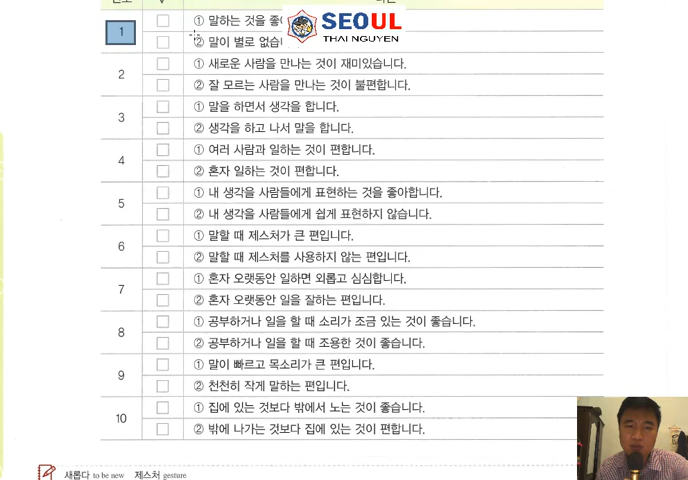 1
① 말하는 것을
SEOUL
THAI NGUYEN
② 말이 별로
2
① 새로운 사람을 만나는 것이 재미있습니다.
② 잘 모르는 사람을 만나는 것이 불편합니다.
3
① 말을 하면서 생각을 합니다.
② 생각을 하고 나서 말을 합니다.
4
① 여러 사람과 일하는 것이 편합니다.
② 혼자 일하는 것이 편합니다.
5
① 내 생각을 사람들에게 표현하는 것을 좋아합니다.
② 내 생각을 사람들에게 쉽게 표현하지 않습니다.
6
① 말할 때 제스처가 큰 편입니다.
② 말할 때 제스처를 사용하지 않는 편입니다.
7
① 혼자 오랫동안 일하면 외롭고 심심합니다.
② 혼자 오랫동안 일을 잘하는 편입니다.
8
① 공부하거나 일을 할 때 소리가 조금 있는 것이 좋습니다.
② 공부하거나 일을 할 때 조용한 것이 좋습니다.
9
① 말이 빠르고 목소리가 큰 편입니다.
② 천천히 작게 말하는 편입니다.
10
① 집에 있는 것보다 밖에서 노는 것이 좋습니다.
② 밖에 나가는 것보다 집에 있는 것이 편합니다.
새롭다 to be new 제스처 gesture